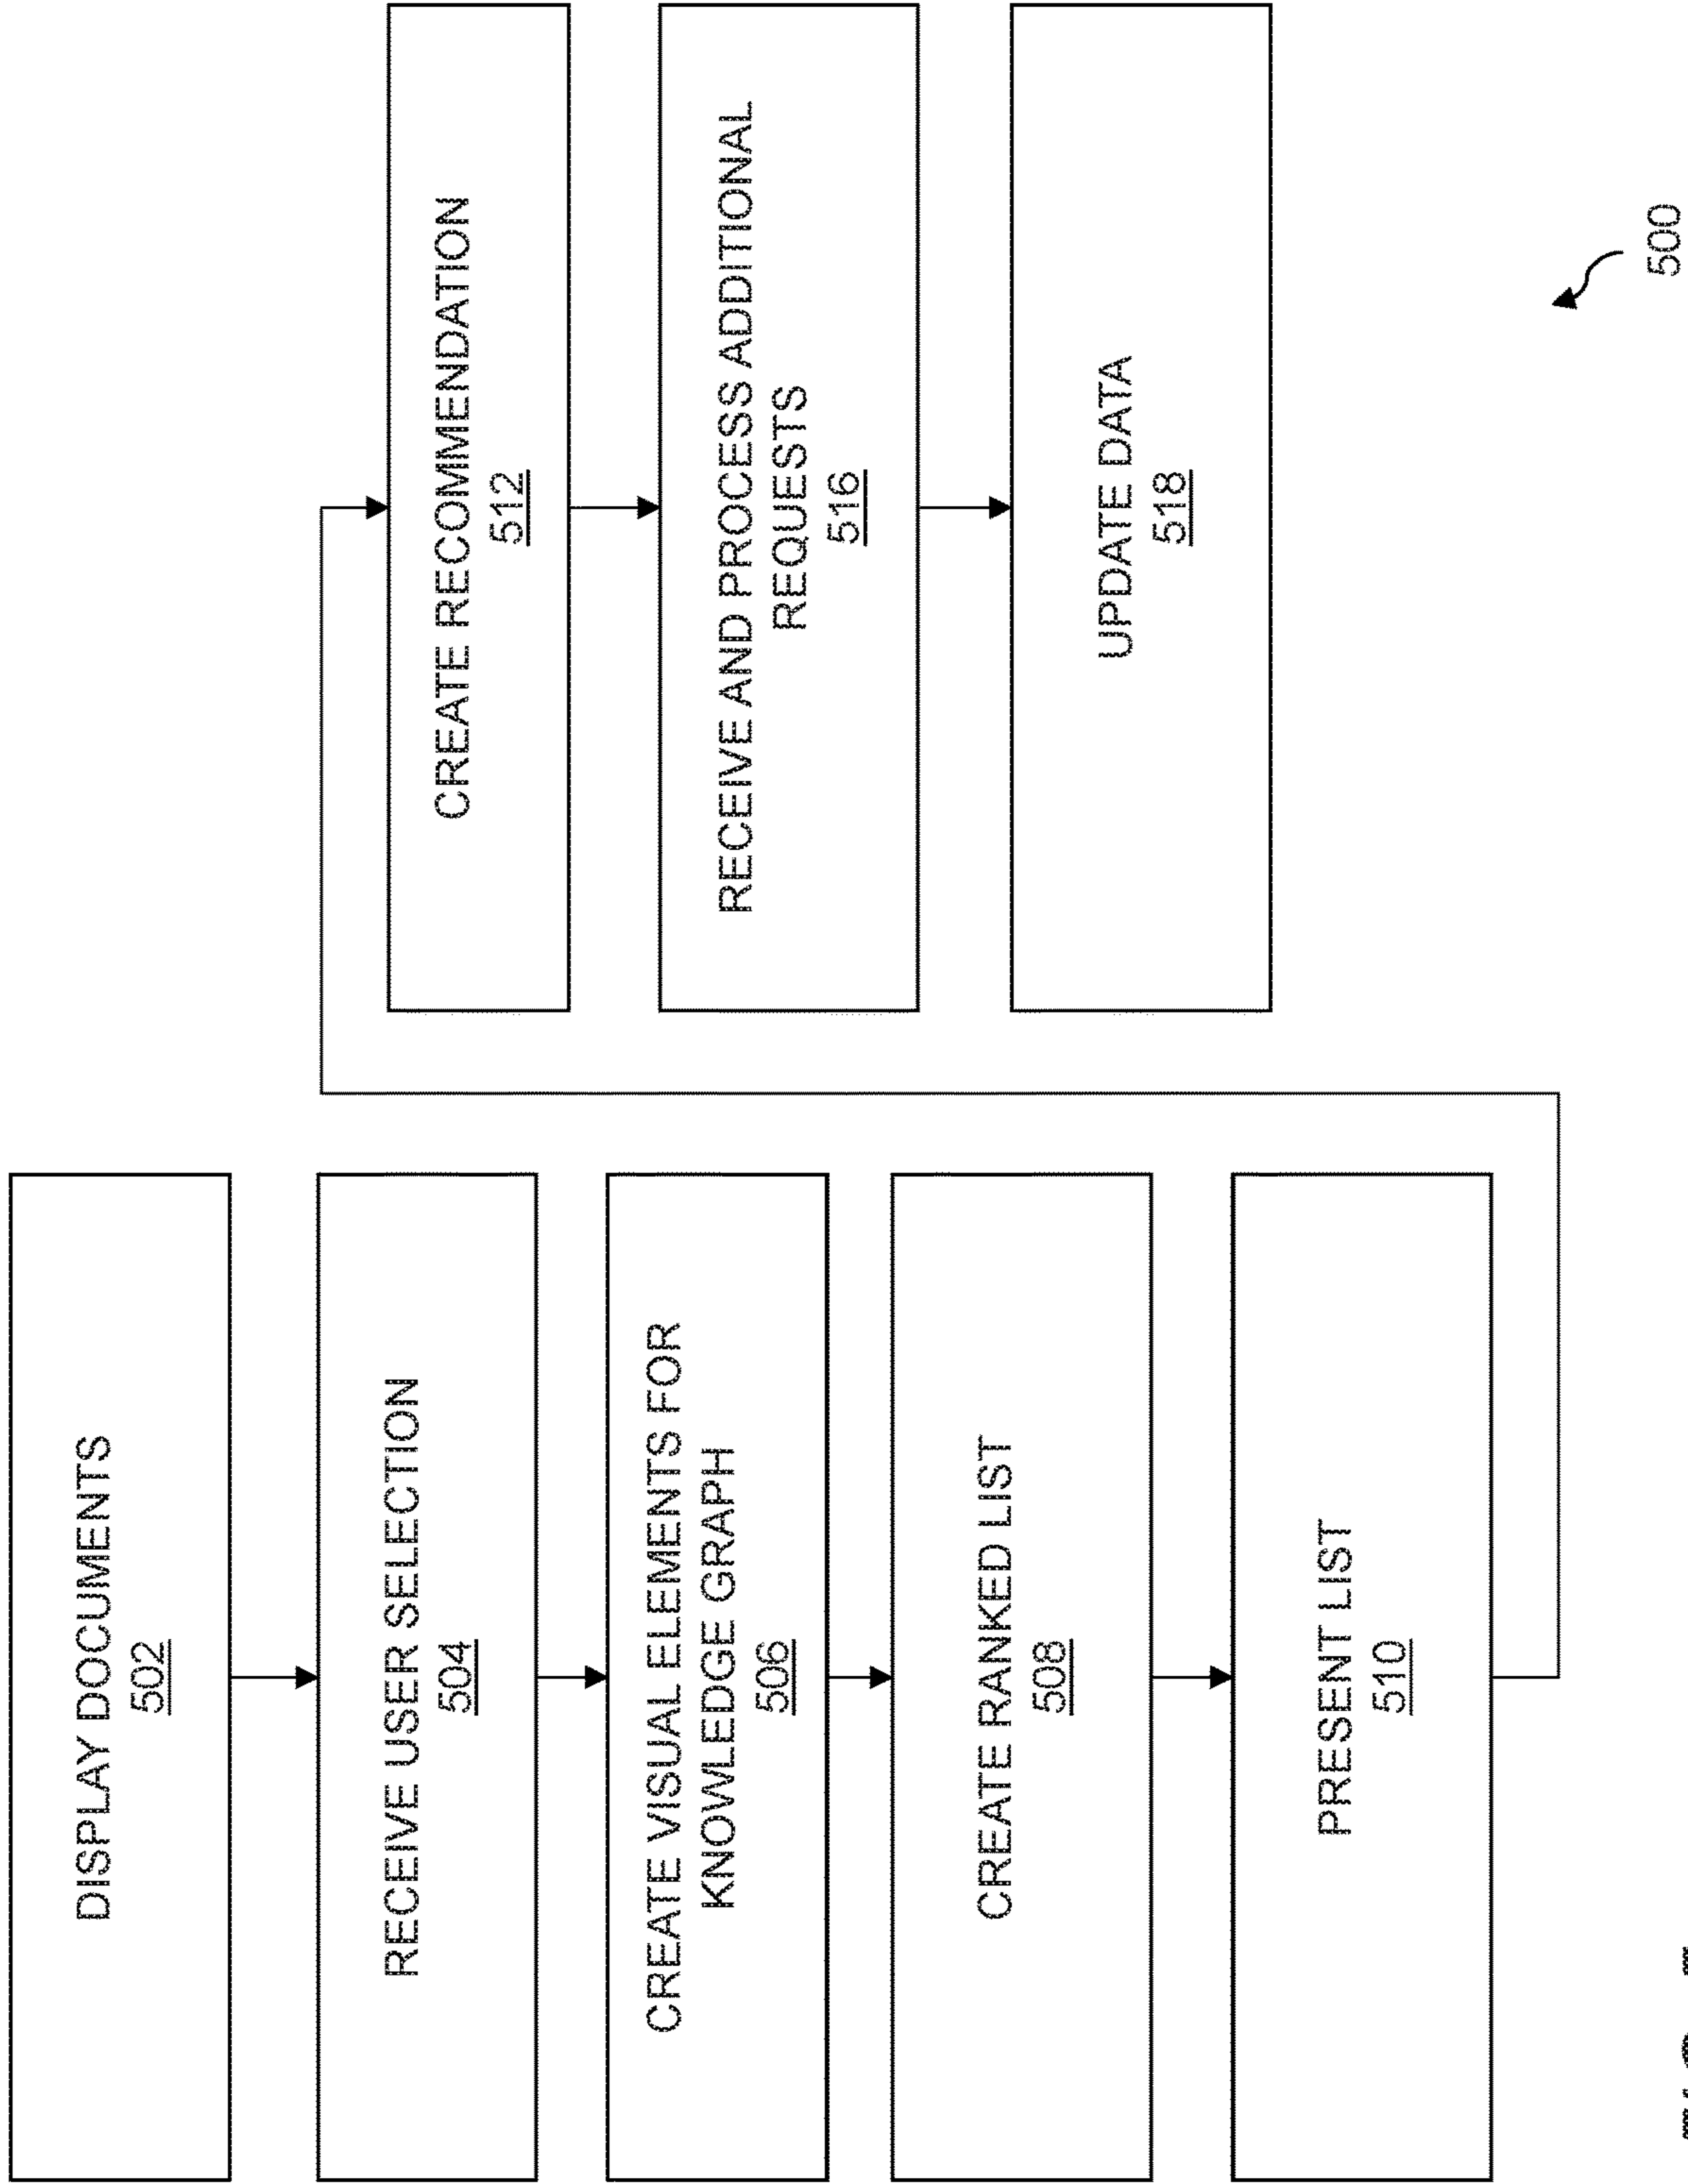 DISPLAY DOCUMENTS
502
RECEIVE USER SELECTION
504
CREATE VISUAL ELEMENTS FOR
KNOWLEDGE GRAPH
506
CREATE RANKED LIST
508
PRESENT LIST
510
CREATE RECOMMENDATION
512
RECEIVE AND PROCESS ADDITIONAL
REQUESTS
516
UPDATE DATA
518
500